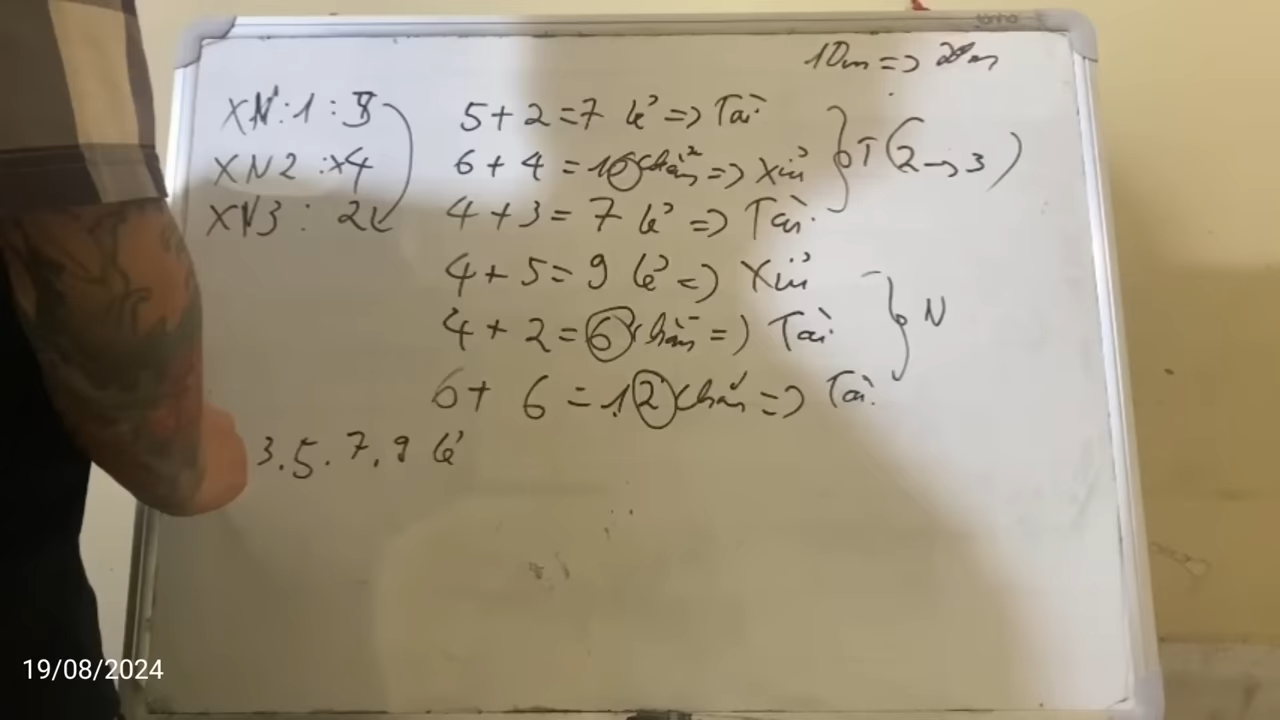 10m => 20m
XN:1: 5
5+2=7 lẻ => Tài
XN2: x4
6+4=10 chẵn => Xỉu
} T (2→3)
XN3: 2
4+3=7 lẻ => Tài
4+5=9 lẻ => Xỉu
4+2=6 chẵn => Tài
} N
6+6=12 chẵn => Tài
3.5.7.9 lẻ
19/08/2024